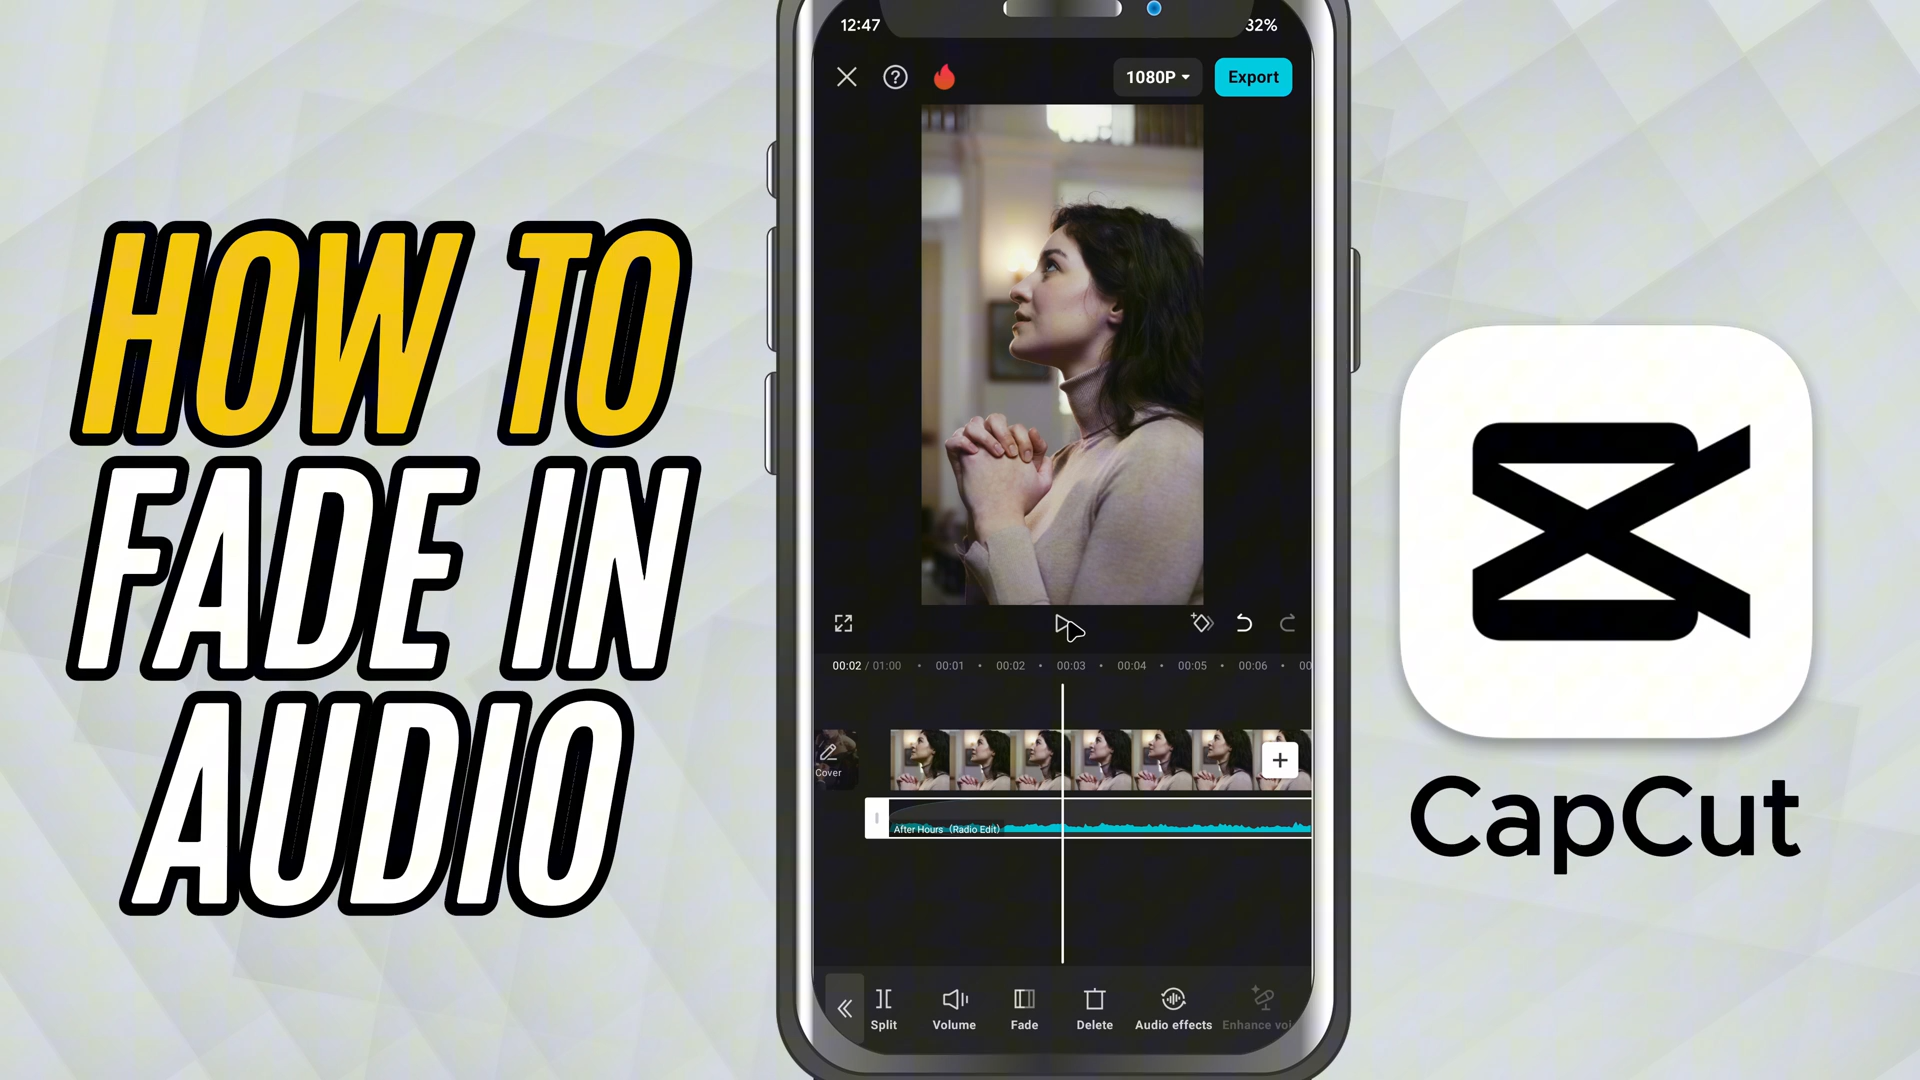 HOW TO
FADE IN
AUDIO
12:47
32%
1080P
Export
00:02 / 01:00
00:01
00:02
00:03
00:04
00:05
00:06
00
Cover
After Hours (Radio Edit)
Split
Volume
Fade
Delete
Audio effects
Enhance voi
CapCut